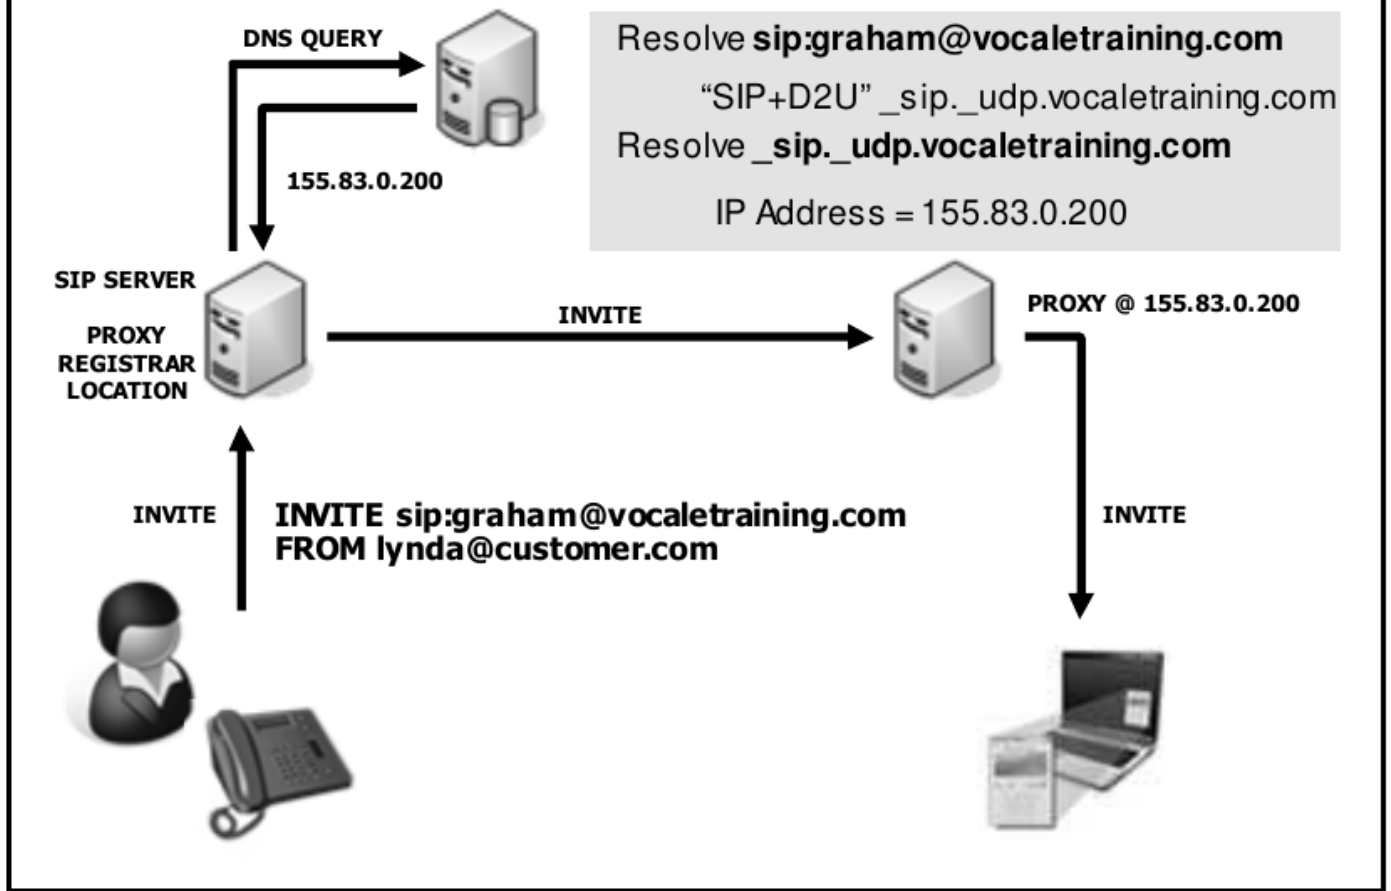 DNS QUERY
155.83.0.200
Resolve sip:graham@vocaletraining.com
“SIP+D2U” _sip._udp.vocaletraining.com
Resolve _sip._udp.vocaletraining.com
IP Address = 155.83.0.200
SIP SERVER
PROXY
REGISTRAR
LOCATION
INVITE
PROXY @ 155.83.0.200
INVITE
INVITE sip:graham@vocaletraining.com
FROM lynda@customer.com
INVITE